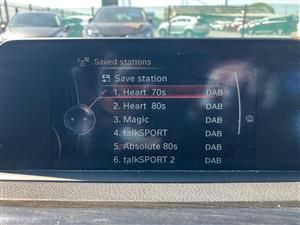 Saved stations
Save station
1. Heart 70s DAB
2. Heart 80s DAB
3. Magic DAB
4. talkSPORT DAB
5. Absolute 80s DAB
6. talkSPORT 2 DAB